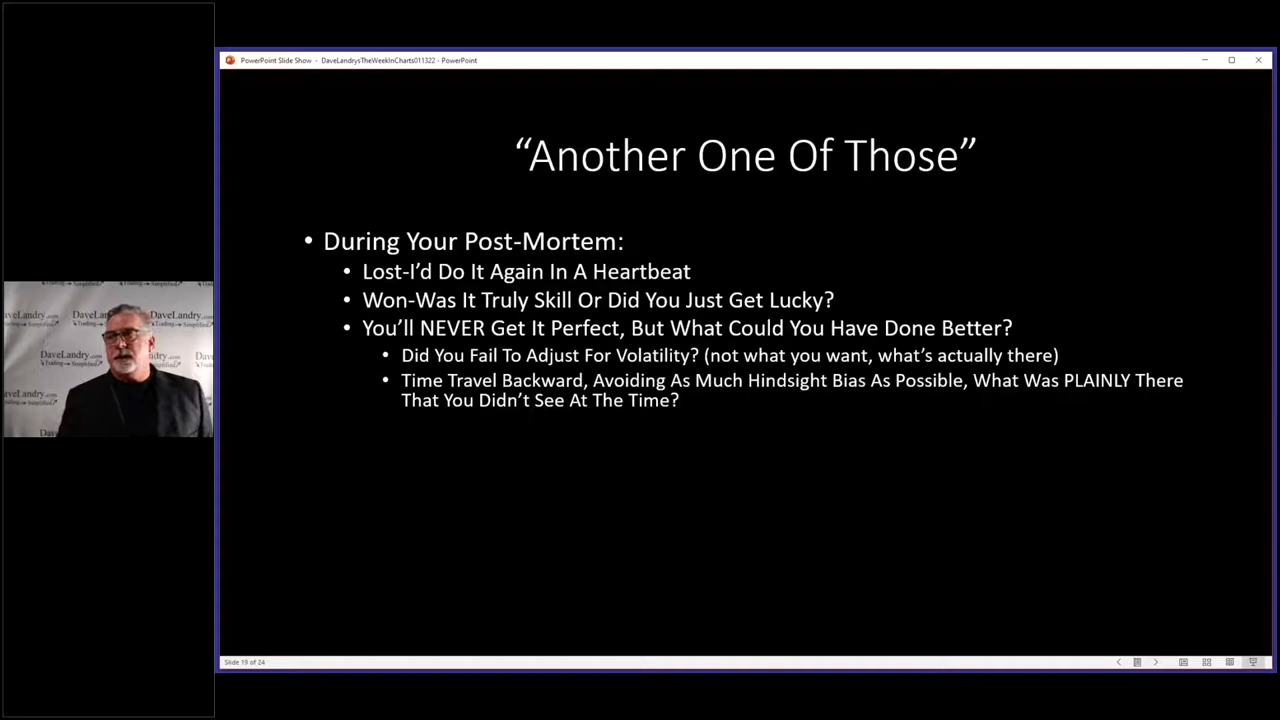 PowerPoint Slide Show - DaveLandrysTheWeekInCharts011322 - PowerPoint
“Another One Of Those”
• During Your Post-Mortem:
• Lost-I’d Do It Again In A Heartbeat
• Won-Was It Truly Skill Or Did You Just Get Lucky?
• You’ll NEVER Get It Perfect, But What Could You Have Done Better?
• Did You Fail To Adjust For Volatility? (not what you want, what’s actually there)
• Time Travel Backward, Avoiding As Much Hindsight Bias As Possible, What Was PLAINLY There
That You Didn’t See At The Time?
DaveLandry.com
Trading Simplified
Slide 19 of 24